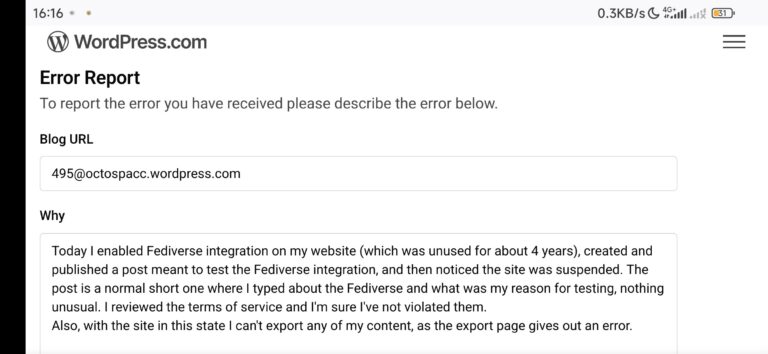 16:16
0.3KB/s 4G+ 31
WordPress.com
Error Report
To report the error you have received please describe the error below.
Blog URL
495@octospacc.wordpress.com
Why
Today I enabled Fediverse integration on my website (which was unused for about 4 years), created and
published a post meant to test the Fediverse integration, and then noticed the site was suspended. The
post is a normal short one where I typed about the Fediverse and what was my reason for testing, nothing
unusual. I reviewed the terms of service and I'm sure I've not violated them.
Also, with the site in this state I can't export any of my content, as the export page gives out an error.